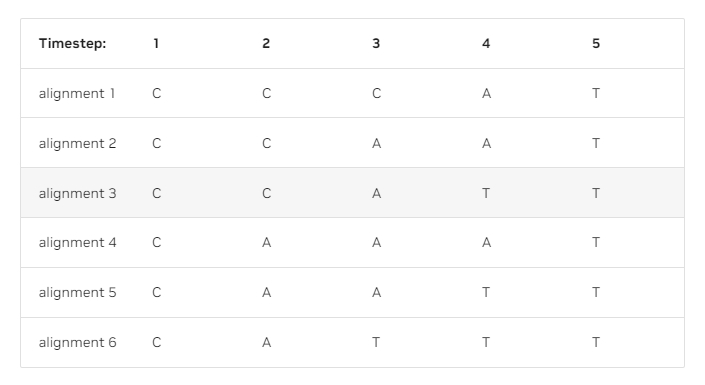 Timestep: 1 2 3 4 5
alignment 1 C C C A T
alignment 2 C C A A T
alignment 3 C C A T T
alignment 4 C A A A T
alignment 5 C A A T T
alignment 6 C A T T T